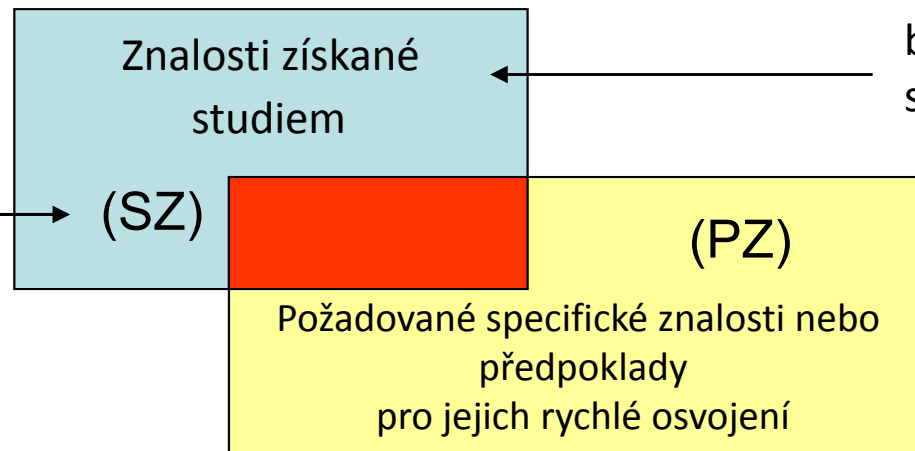 Znalosti získané
studiem
b
s
(SZ)
(PZ)
Požadované specifické znalosti nebo
předpoklady
pro jejich rychlé osvojení